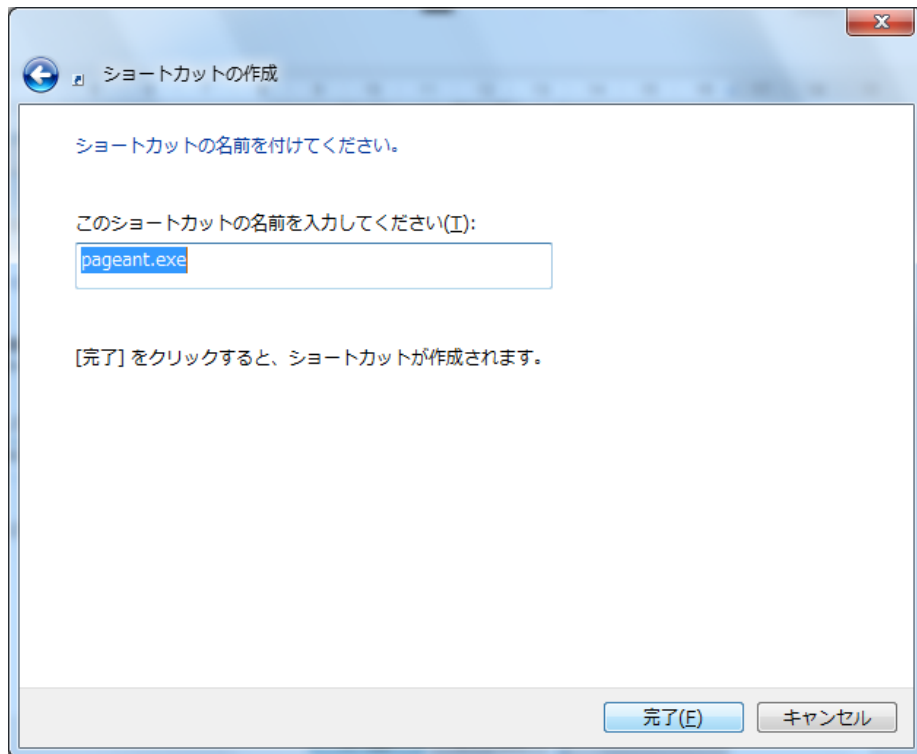 ショートカットの作成
ショートカットの名前を付けてください。
このショートカットの名前を入力してください(T):
pageant.exe
[完了] をクリックすると、ショートカットが作成されます。
完了(F)
キャンセル